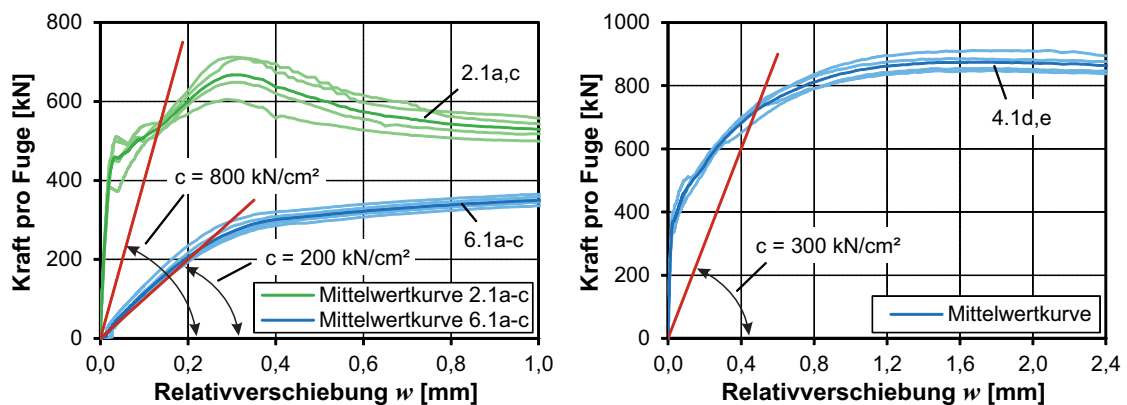 Kraft pro Fuge [kN]
800
600
400
200
0
2.1a,c
c = 800 kN/cm²
6.1a-c
c = 200 kN/cm²
Mittelwertkurve 2.1a-c
Mittelwertkurve 6.1a-c
0,0 0,2 0,4 0,6 0,8 1,0
Relativverschiebung w [mm]
Kraft pro Fuge [kN]
1000
800
600
400
200
0
4.1d,e
c = 300 kN/cm²
Mittelwertkurve
0,0 0,4 0,8 1,2 1,6 2,0 2,4
Relativverschiebung w [mm]